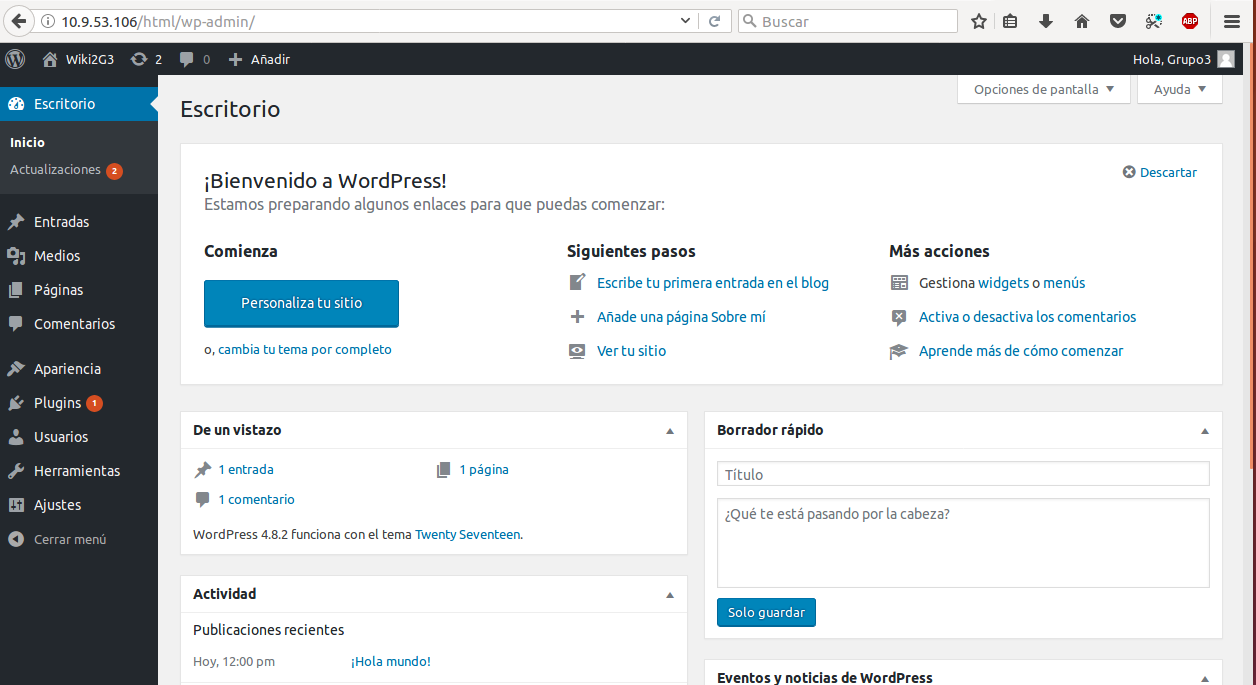 10.9.53.106/html/wp-admin/
Buscar
ABP
Wiki2G3 2 0 Añadir
Hola, Grupo3
Escritorio
Inicio
Actualizaciones 2
Entradas
Medios
Páginas
Comentarios
Apariencia
Plugins 1
Usuarios
Herramientas
Ajustes
Cerrar menú
Opciones de pantalla
Ayuda
Escritorio
¡Bienvenido a WordPress!
Descartar
Estamos preparando algunos enlaces para que puedas comenzar:
Comienza
Personaliza tu sitio
o, cambia tu tema por completo
Siguientes pasos
Escribe tu primera entrada en el blog
Añade una página Sobre mí
Ver tu sitio
Más acciones
Gestiona widgets o menús
Activa o desactiva los comentarios
Aprende más de cómo comenzar
De un vistazo
1 entrada
1 página
1 comentario
WordPress 4.8.2 funciona con el tema Twenty Seventeen.
Actividad
Publicaciones recientes
Hoy, 12:00 pm ¡Hola mundo!
Borrador rápido
Título
¿Qué te está pasando por la cabeza?
Solo guardar
Eventos y noticias de WordPress